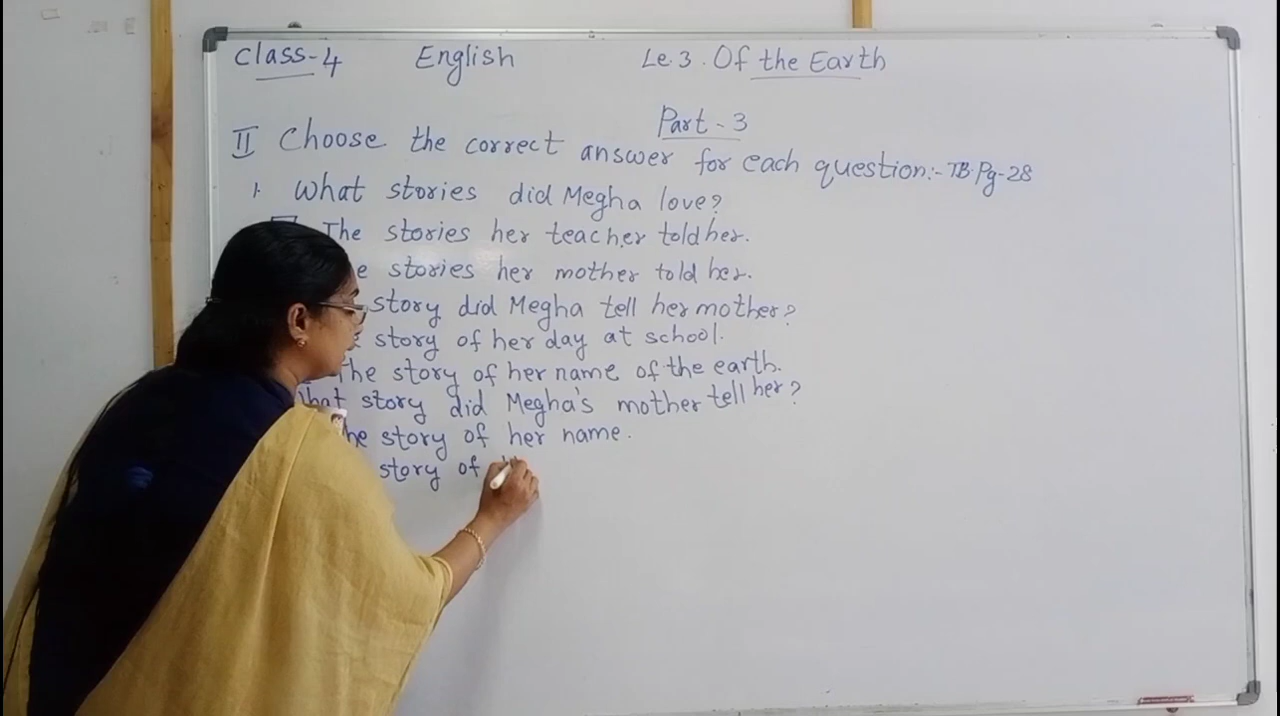 Class-4 English Le.3. Of the Earth
Part-3
II Choose the correct answer for each question:- TB.Pg-28
1. What stories did Megha love?
The stories her teacher told her.
stories her mother told her.
story did Megha tell her mother?
story of her day at school.
The story of her name of the earth.
What story did Megha's mother tell her?
The story of her name.
story of